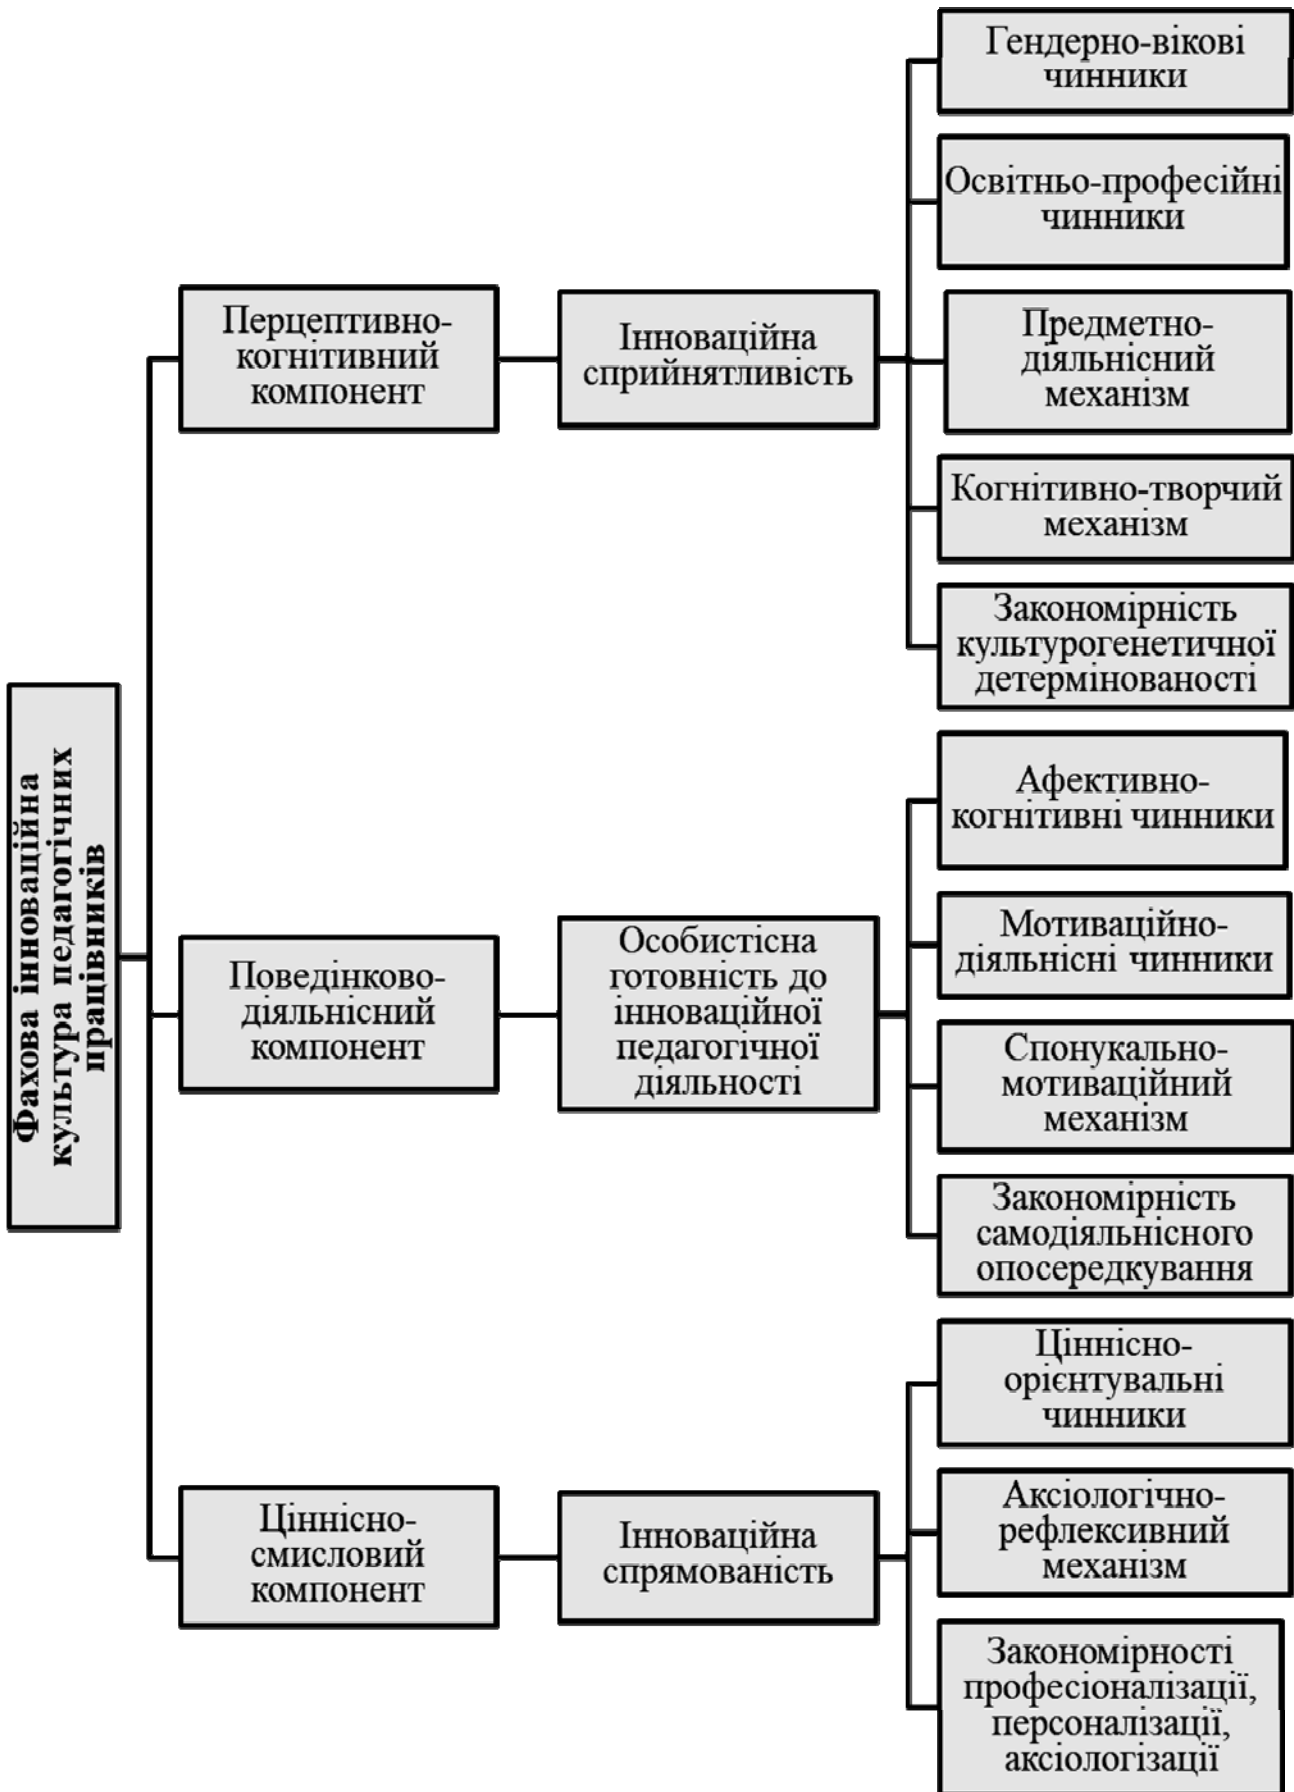 Фахова інноваційна
культура педагогічних
працівників
Перцептивно-
когнітивний
компонент
Інноваційна
сприйнятливість
Гендерно-вікові
чинники
Освітньо-професійні
чинники
Предметно-
діяльнісний
механізм
Когнітивно-творчий
механізм
Закономірність
культурогенетичної
детермінованості
Поведінково-
діяльнісний
компонент
Особистісна
готовність до
інноваційної
педагогічної
діяльності
Афективно-
когнітивні чинники
Мотиваційно-
діяльнісні чинники
Спонукально-
мотиваційний
механізм
Закономірність
самодіяльнісного
опосередкування
Ціннісно-
смисловий
компонент
Інноваційна
спрямованість
Ціннісно-
орієнтувальні
чинники
Аксіологічно-
рефлексивний
механізм
Закономірності
професіоналізації,
персоналізації,
аксіологізації